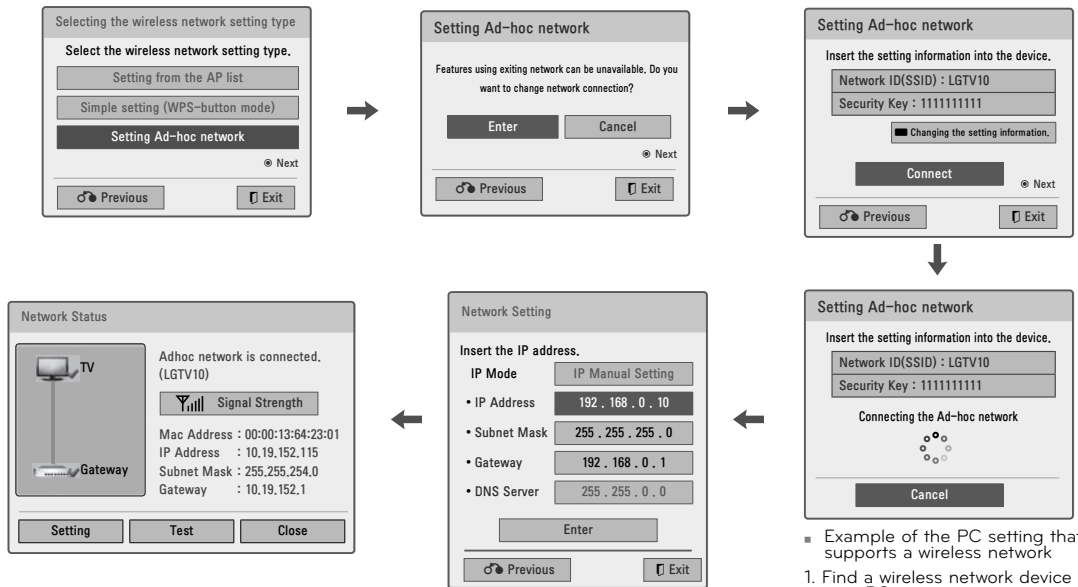 Selecting the wireless network setting type
Select the wireless network setting type.
Setting from the AP list
Simple setting (WPS-button mode)
Setting Ad-hoc network
Next
Previous
Exit
Setting Ad-hoc network
Features using exiting network can be unavailable. Do you
want to change network connection?
Enter
Cancel
Next
Previous
Exit
Setting Ad-hoc network
Insert the setting information into the device.
Network ID(SSID) : LGTV10
Security Key : 1111111111
Changing the setting information.
Connect
Next
Previous
Exit
Setting Ad-hoc network
Insert the setting information into the device.
Network ID(SSID) : LGTV10
Security Key : 1111111111
Connecting the Ad-hoc network
Cancel
Network Setting
Insert the IP address.
IP Mode IP Manual Setting
• IP Address 192 . 168 . 0 . 10
• Subnet Mask 255 . 255 . 255 . 0
• Gateway 192 . 168 . 0 . 1
• DNS Server 255 . 255 . 0 . 0
Enter
Previous
Exit
Network Status
TV
Gateway
Adhoc network is connected.
(LGTV10)
Signal Strength
Mac Address : 00:00:13:64:23:01
IP Address : 10.19.152.115
Subnet Mask : 255.255.254.0
Gateway : 10.19.152.1
Setting
Test
Close
▪ Example of the PC setting that
supports a wireless network
1. Find a wireless network device